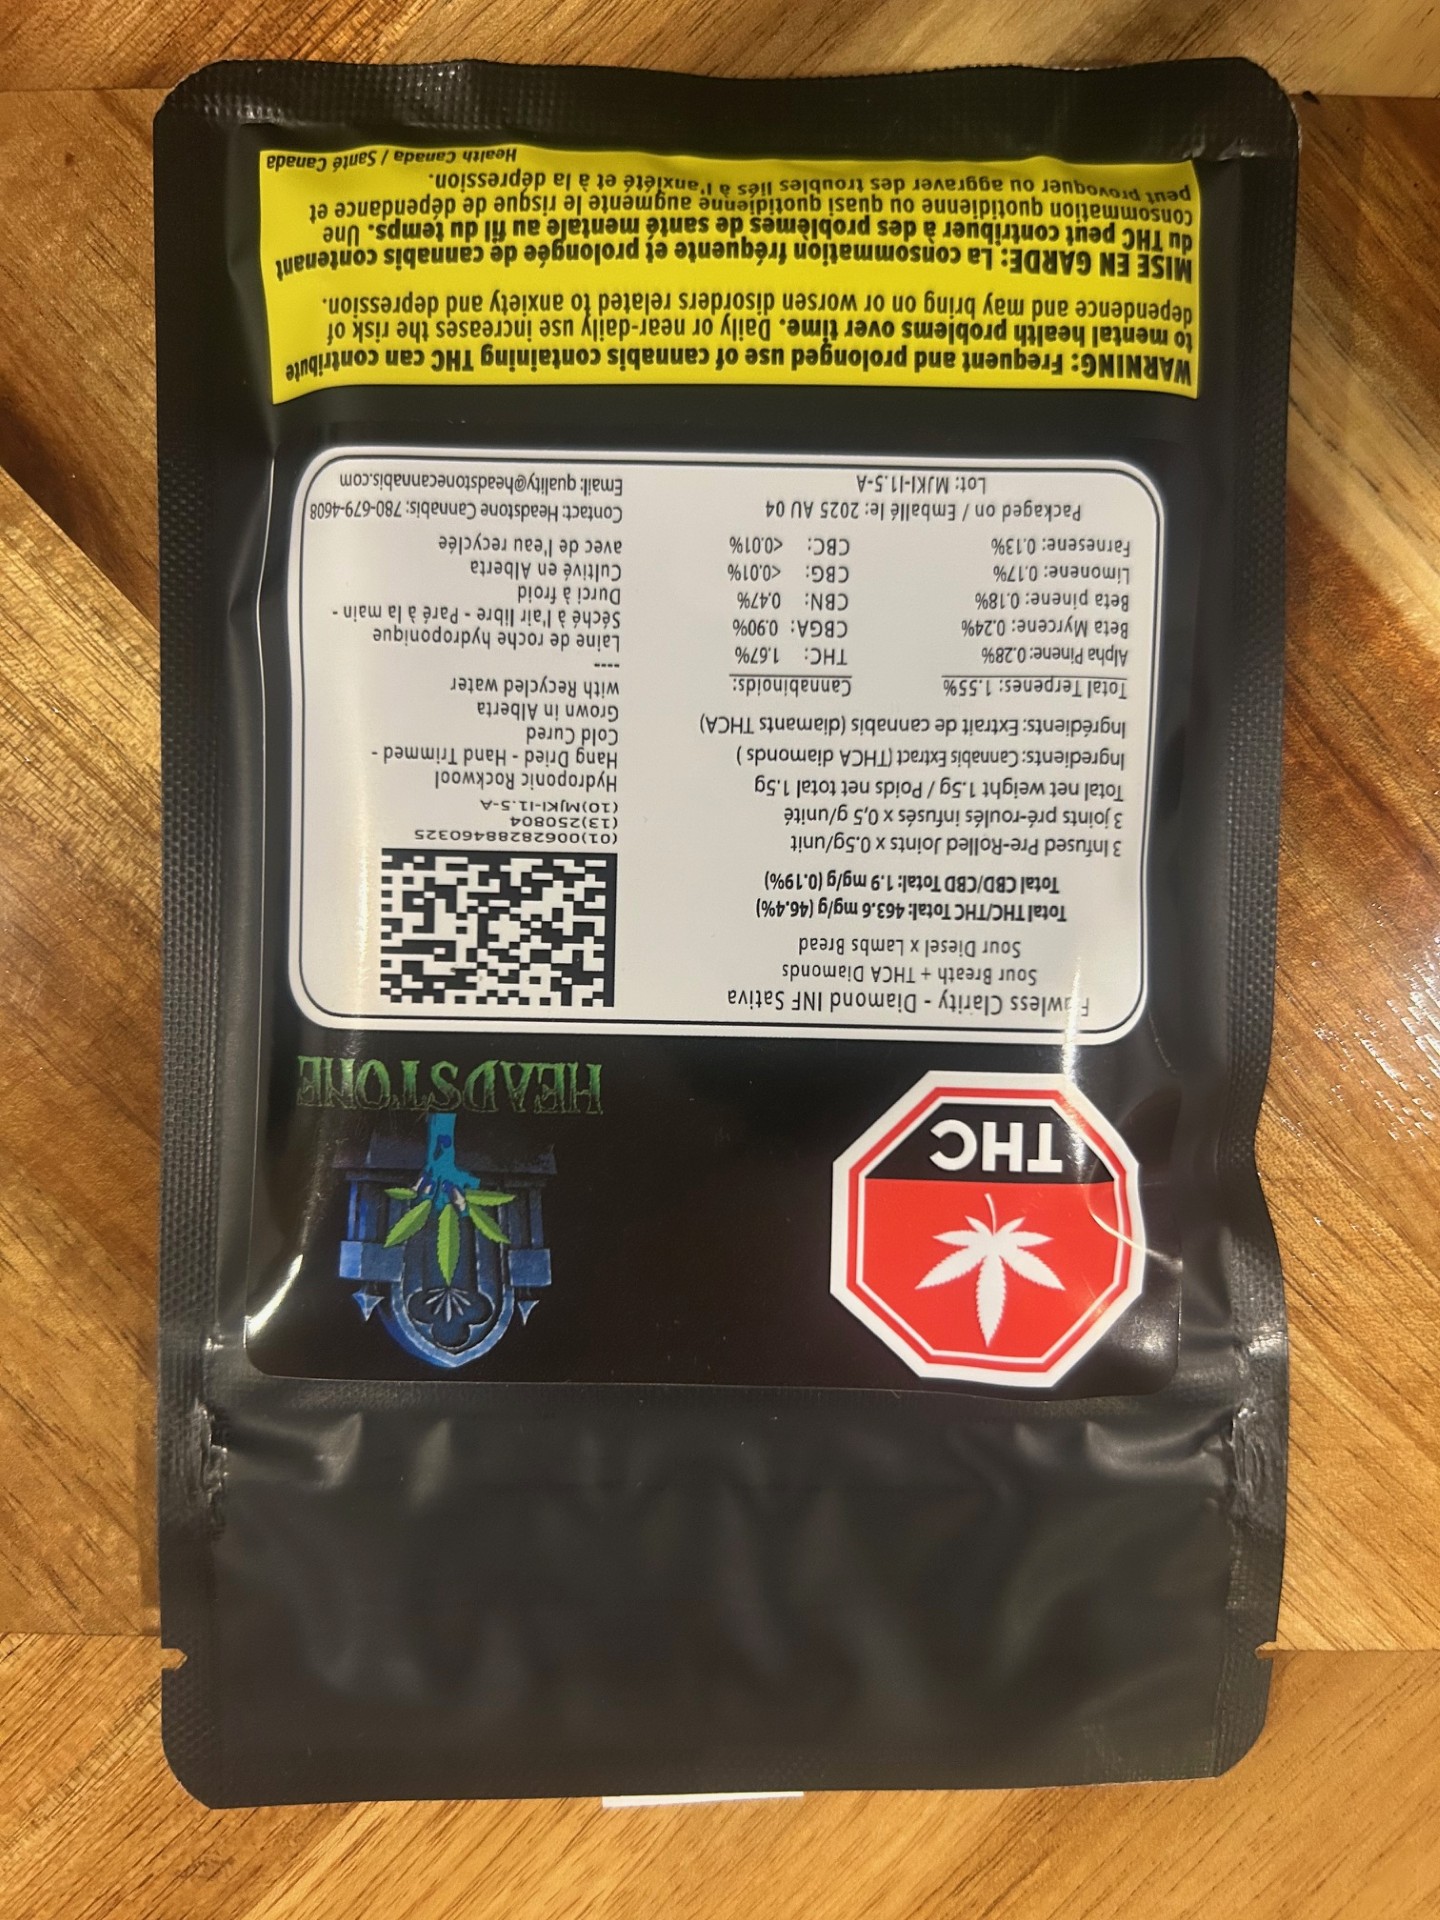 THC
HEADSTONE
Clarity - Diamond INF Sativa
Sour Breath + THCA Diamonds
Sour Diesel x Lambs Bread
Total THC/THC Total: 463.6 mg/g (46.4%)
Total CBD/CBD Total: 1.9 mg/g (0.19%)
3 Infused Pre-Rolled Joints x 0.5g/unit
3 joints pré-roulés infusés x 0,5 g/unité
Total net weight 1.5g / Poids net total 1.5g
Ingredients: Cannabis Extract (THCA diamonds )
Ingrédients: Extrait de cannabis (diamants THCA)
Total Terpenes: 1.55%
Alpha Pinene: 0.28%
Beta Myrcene: 0.24%
Beta pinene: 0.18%
Limonene: 0.17%
Farnesene: 0.13%
Cannabinoids:
THC: 1.67%
CBGA: 0.90%
CBN: 0.47%
CBG: <0.01%
CBC: <0.01%
Packaged on / Emballé le: 2025 AU 04
Lot: MJKI-I1.5-A
(01)00628288460325
(13)250804
(10)MJKI-I1.5-A
Hydroponic Rockwool
Hang Dried - Hand Trimmed -
Cold Cured
Grown in Alberta
with Recycled water
----
Laine de roche hydroponique
Séché à l'air libre - Paré à la main -
Durci à froid
Cultivé en Alberta
avec de l'eau recyclée
Contact: Headstone Cannabis; 780-679-4608
Email: quality@headstonecannabis.com
WARNING: Frequent and prolonged use of cannabis containing THC can contribute
to mental health problems over time. Daily or near-daily use increases the risk of
dependence and may bring on or worsen disorders related to anxiety and depression.
MISE EN GARDE: La consommation fréquente et prolongée de cannabis contenant
du THC peut contribuer à des problèmes de santé mentale au fil du temps. Une
consommation quotidienne ou quasi quotidienne augmente le risque de dépendance et
peut provoquer ou aggraver des troubles liés à l'anxiété et à la dépression.
Health Canada / Santé Canada